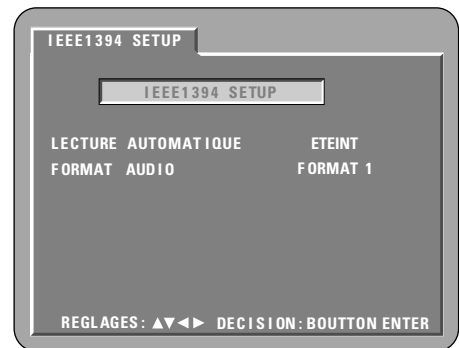 IEEE1394 SETUP
IEEE1394 SETUP
LECTURE AUTOMATIQUE ETEINT
FORMAT AUDIO FORMAT 1
REGLAGES: ▲▼◄► DECISION: BOUTTON ENTER